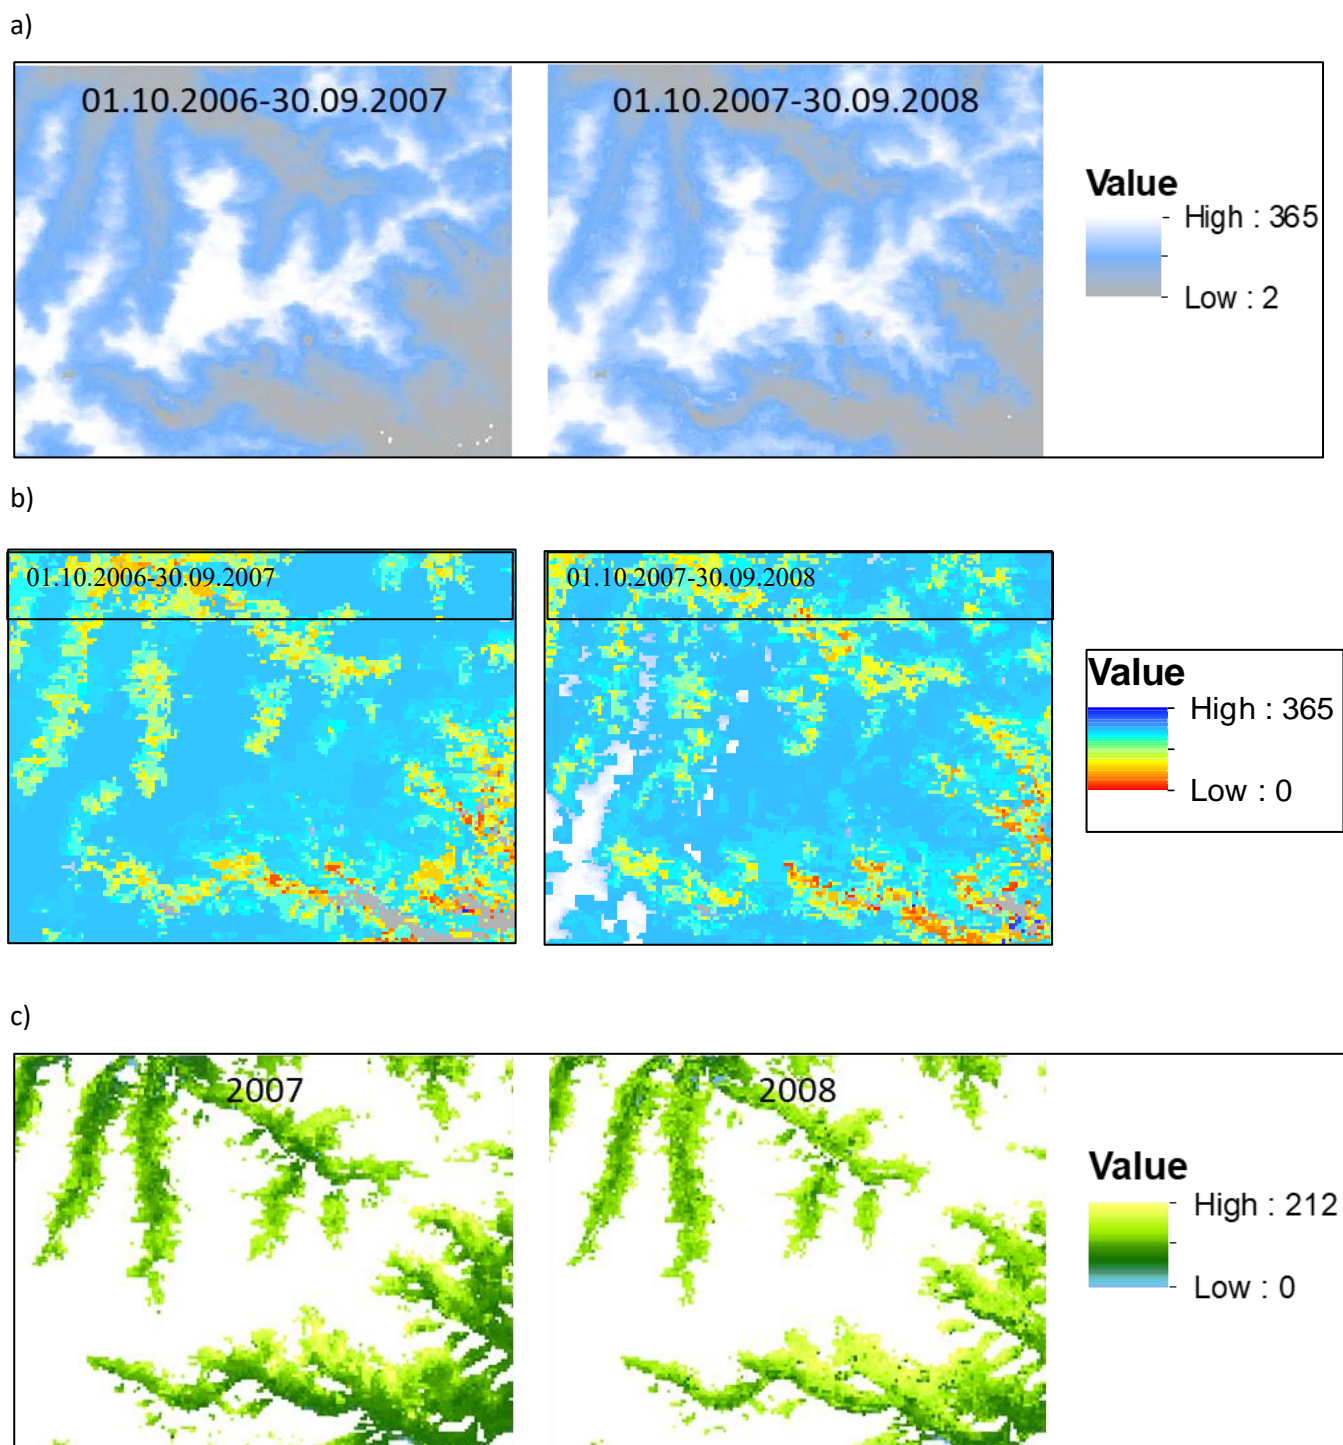 a)
01.10.2006-30.09.2007
01.10.2007-30.09.2008
Value
High : 365
Low : 2
b)
01.10.2006-30.09.2007
01.10.2007-30.09.2008
Value
High : 365
Low : 0
c)
2007
2008
Value
High : 212
Low : 0